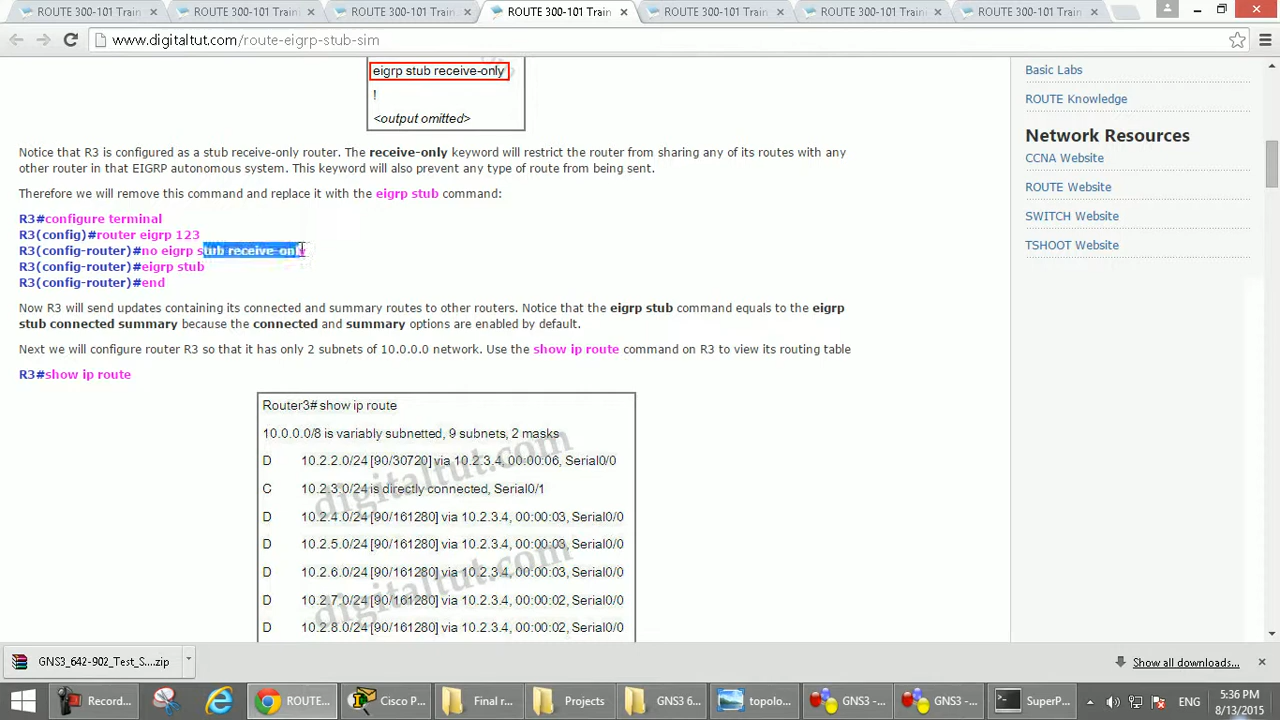 ROUTE 300-101 Train × ROUTE 300-101 Train × ROUTE 300-101 Train × ROUTE 300-101 Train × ROUTE 300-101 Train × ROUTE 300-101 Train × ROUTE 300-101 Train ×
www.digitaltut.com/route-eigrp-stub-sim
eigrp stub receive-only
!
<output omitted>
Notice that R3 is configured as a stub receive-only router. The receive-only keyword will restrict the router from sharing any of its routes with any
other router in that EIGRP autonomous system. This keyword will also prevent any type of route from being sent.
Therefore we will remove this command and replace it with the eigrp stub command:
R3#configure terminal
R3(config)#router eigrp 123
R3(config-router)#no eigrp stub receive-only
R3(config-router)#eigrp stub
R3(config-router)#end
Now R3 will send updates containing its connected and summary routes to other routers. Notice that the eigrp stub command equals to the eigrp
stub connected summary because the connected and summary options are enabled by default.
Next we will configure router R3 so that it has only 2 subnets of 10.0.0.0 network. Use the show ip route command on R3 to view its routing table
R3#show ip route
Router3# show ip route
10.0.0.0/8 is variably subnetted, 9 subnets, 2 masks
D 10.2.2.0/24 [90/30720] via 10.2.3.4, 00:00:06, Serial0/0
C 10.2.3.0/24 is directly connected, Serial0/1
D 10.2.4.0/24 [90/161280] via 10.2.3.4, 00:00:03, Serial0/0
D 10.2.5.0/24 [90/161280] via 10.2.3.4, 00:00:03, Serial0/0
D 10.2.6.0/24 [90/161280] via 10.2.3.4, 00:00:03, Serial0/0
D 10.2.7.0/24 [90/161280] via 10.2.3.4, 00:00:02, Serial0/0
D 10.2.8.0/24 [90/161280] via 10.2.3.4, 00:00:02, Serial0/0
digitaltut.com
digitaltut.com
Basic Labs
ROUTE Knowledge
Network Resources
CCNA Website
ROUTE Website
SWITCH Website
TSHOOT Website
GNS3_642-902_Test_S....zip
Show all downloads...
Record... ROUTE... Cisco P... Final r... Projects GNS3 6... topolo... GNS3 -... GNS3 -... SuperP... ENG
5:36 PM
8/13/2015